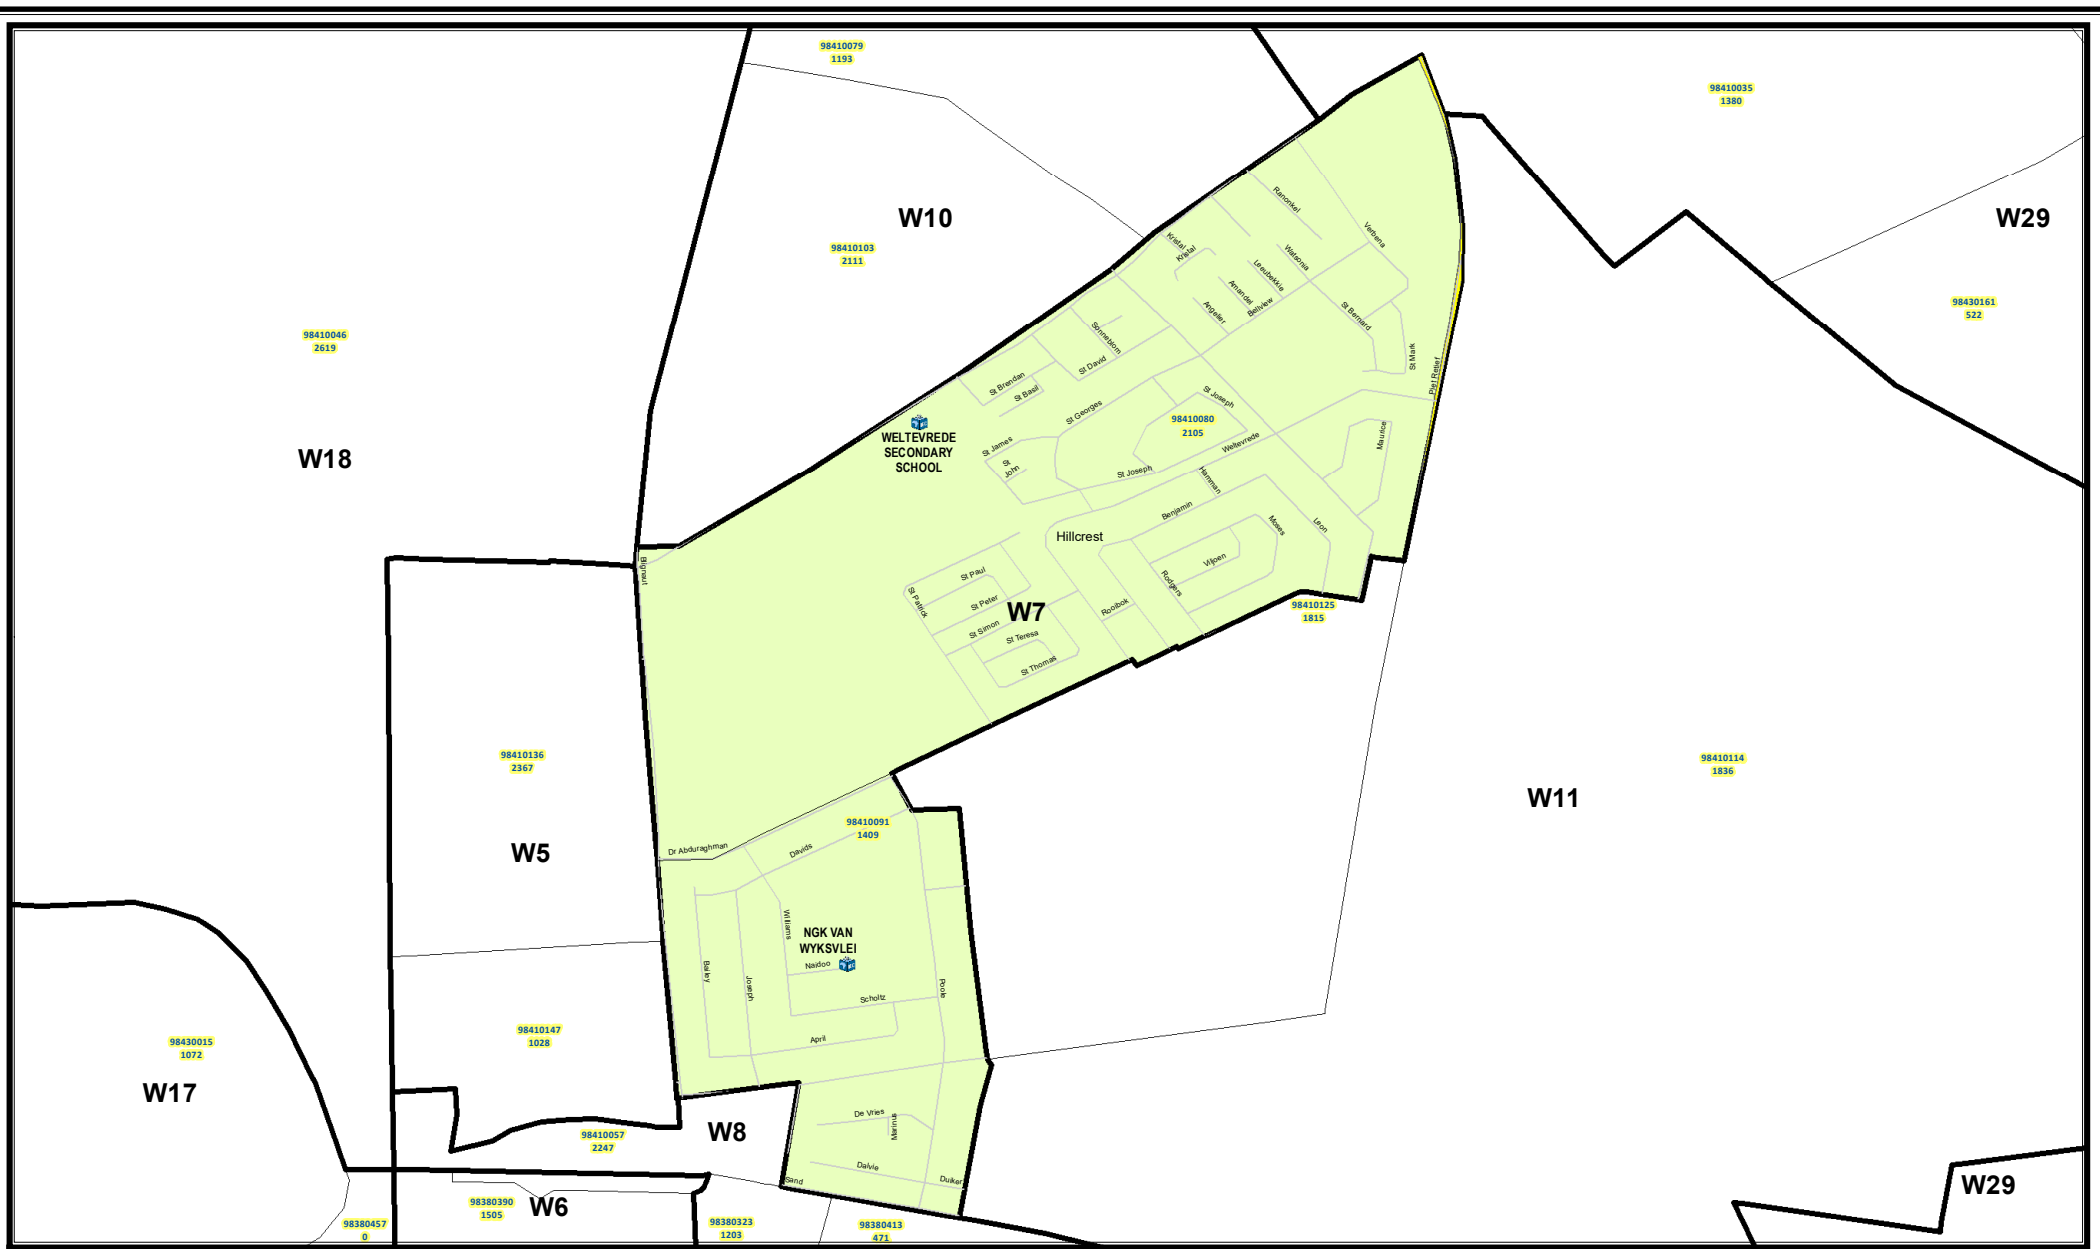 98410079
1193
98410035
1380
W10
98410103
2111
W29
98430161
522
98410046
2619
W18
Ranonkel
Verbena
Kristal
Kristal
Watsonia
Leeubekkie
Amandel
Angelier
Bellview
St Bernard
St Mark
Piet Retief
Sonneblom
St David
St Brendan
St Basil
St Georges
St Joseph
98410080
2105
WELTEVREDE
SECONDARY
SCHOOL
St James
St
John
St Joseph
Weltevrede
Maurice
Hamman
Benjamin
Leon
Moses
Viljoen
Rodgers
Rooibok
Hillcrest
Blignaut
St Paul
St Patrick
St Peter
St Simon
St Teresa
St Thomas
W7
98410125
1815
98410136
2367
W5
98410114
1836
W11
98410091
1409
Dr Abduraghman
Davids
Williams
NGK VAN
WYKSVLEI
Naidoo
Bailey
Joseph
Scholtz
Poole
April
98410147
1028
98430015
1072
W17
98410057
2247
W8
De Vries
Marinus
Dalvie
Duiker
Sand
98380390
1505
W6
98380457
0
98380323
1203
98380413
471
W29